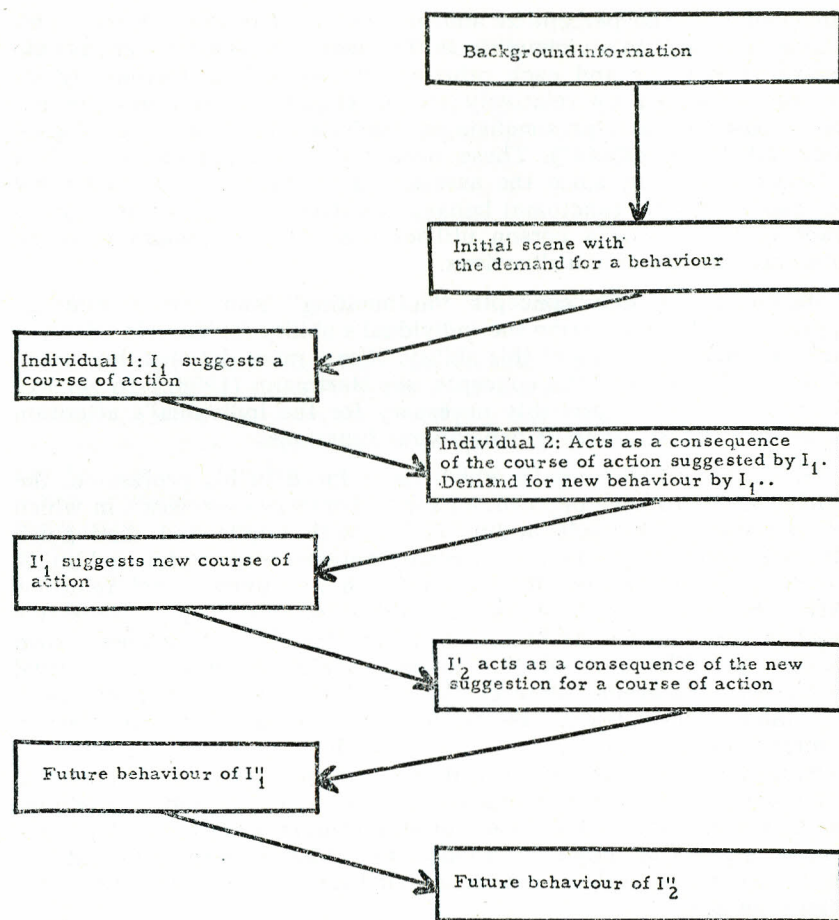 Backgroundinformation
Initial scene with
the demand for a behaviour
Individual 1: I₁ suggests a
course of action
Individual 2: Acts as a consequence
of the course of action suggested by I₁.
Demand for new behaviour by I₁..
I'₁ suggests new course of
action
I'₂ acts as a consequence of the new
suggestion for a course of action
Future behaviour of I"₁
Future behaviour of I"₂